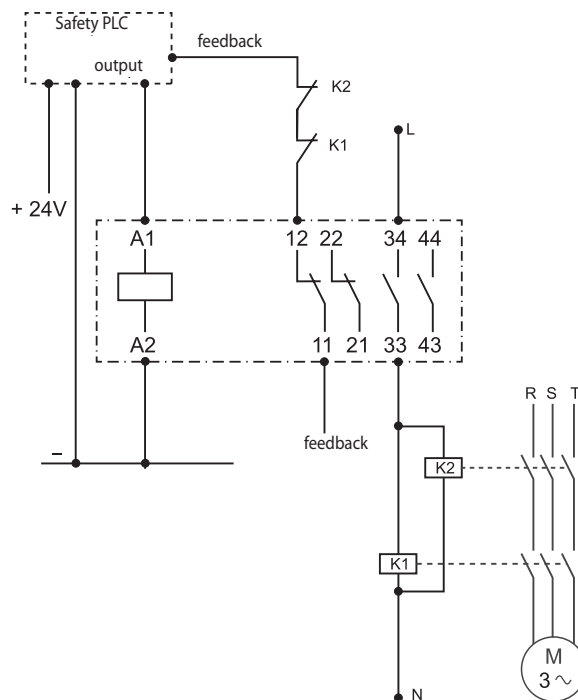 Safety PLC
feedback
output
K2
K1
L
+ 24V
A1 12 22 34 44
A2 11 21 33 43
feedback
R S T
–
K2
K1
M
3 ~
N